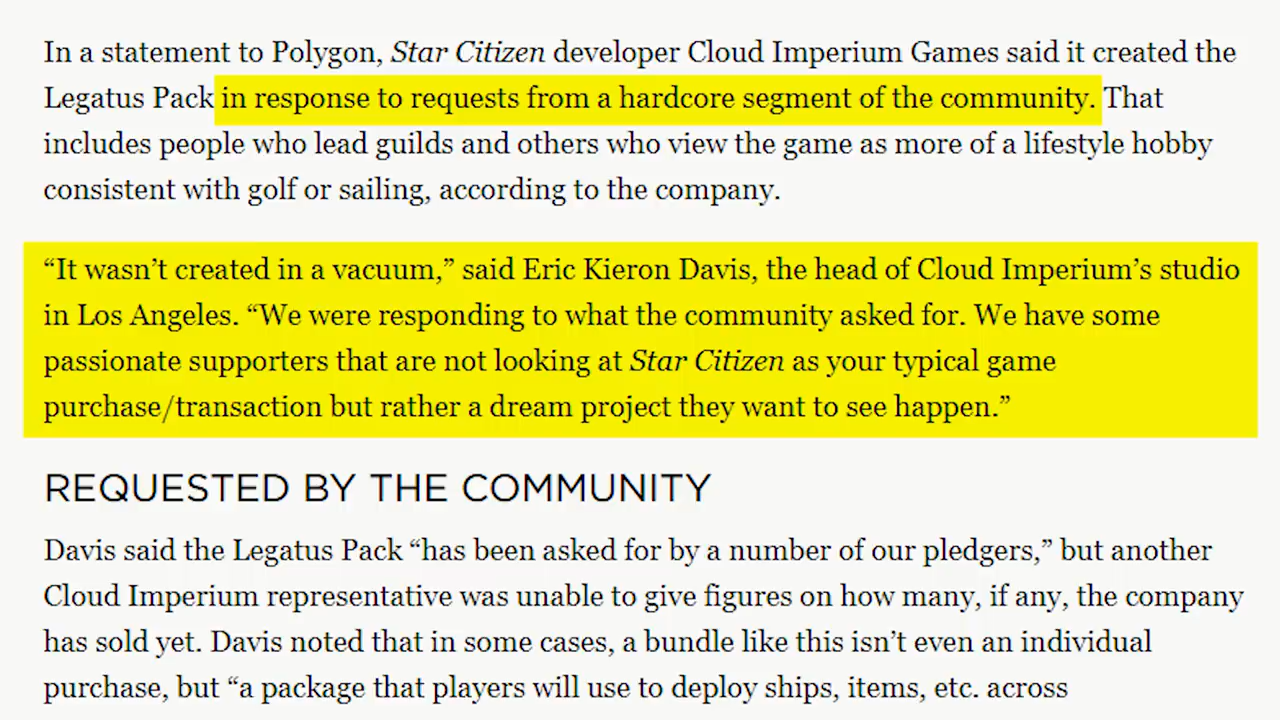 In a statement to Polygon, Star Citizen developer Cloud Imperium Games said it created the
Legatus Pack in response to requests from a hardcore segment of the community. That
includes people who lead guilds and others who view the game as more of a lifestyle hobby
consistent with golf or sailing, according to the company.
“It wasn’t created in a vacuum,” said Eric Kieron Davis, the head of Cloud Imperium’s studio
in Los Angeles. “We were responding to what the community asked for. We have some
passionate supporters that are not looking at Star Citizen as your typical game
purchase/transaction but rather a dream project they want to see happen.”
REQUESTED BY THE COMMUNITY
Davis said the Legatus Pack “has been asked for by a number of our pledgers,” but another
Cloud Imperium representative was unable to give figures on how many, if any, the company
has sold yet. Davis noted that in some cases, a bundle like this isn’t even an individual
purchase, but “a package that players will use to deploy ships, items, etc. across